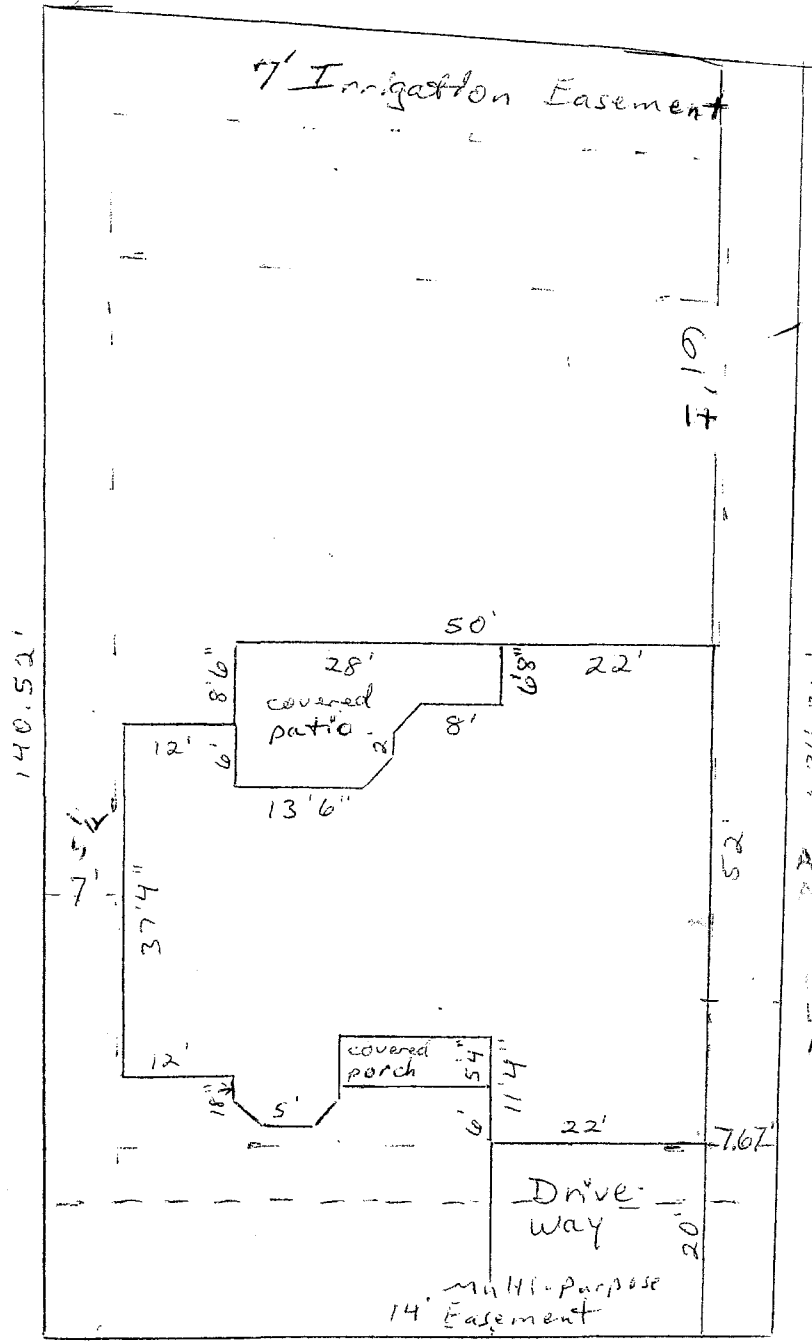 7' Irrigation Easement
140.52'
50'
28'
22'
8'6"
6'8"
covered
patio
8'
2'
12'
6'
13'6"
52'
7'
37'4"
12'
18"
5'
covered
porch
5'4"
11'4"
6'
22'
7.67'
Drive-
way
20'
Multi-purpose
14' Easement